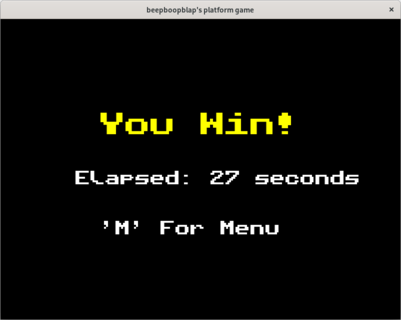 beepboopblap's platform game ×
You Win!
Elapsed: 27 seconds
'M' For Menu